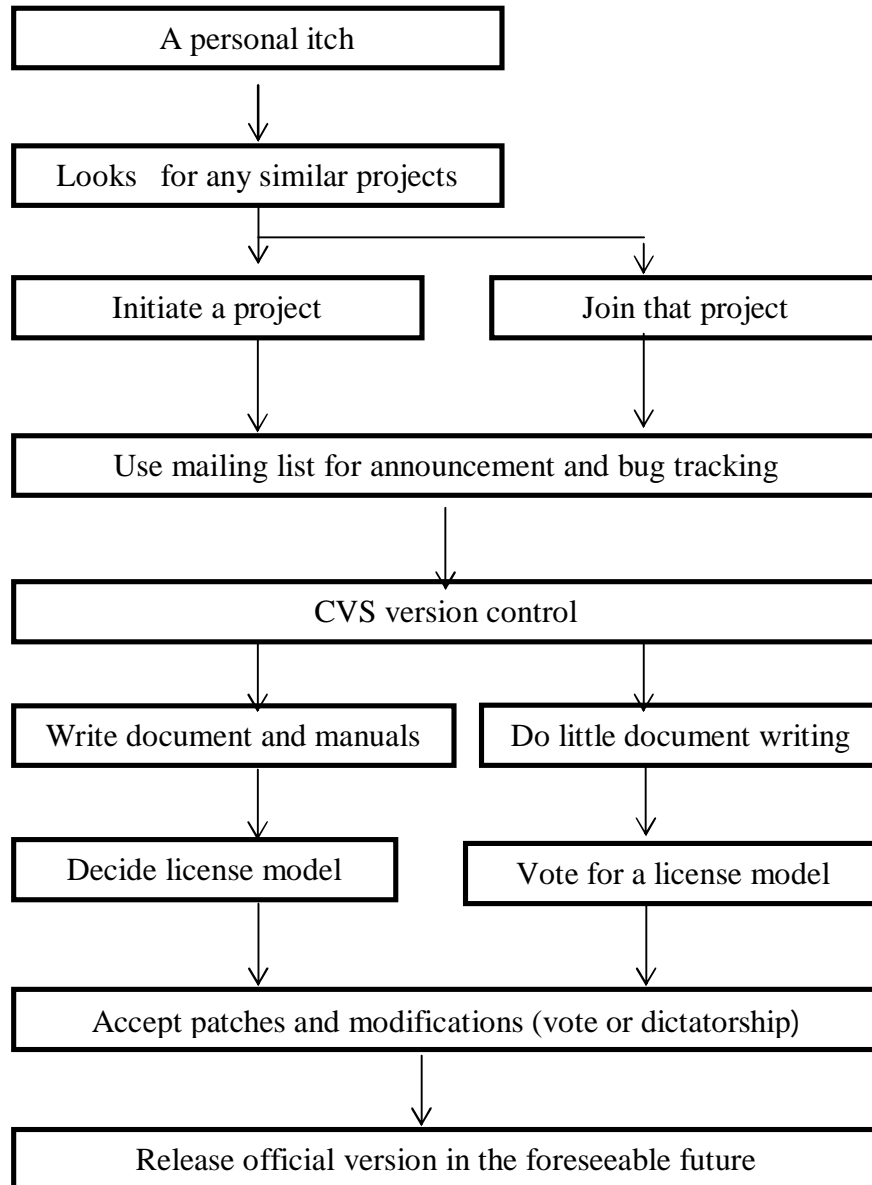 A personal itch
Looks for any similar projects
Initiate a project
Join that project
Use mailing list for announcement and bug tracking
CVS version control
Write document and manuals
Do little document writing
Decide license model
Vote for a license model
Accept patches and modifications (vote or dictatorship)
Release official version in the foreseeable future